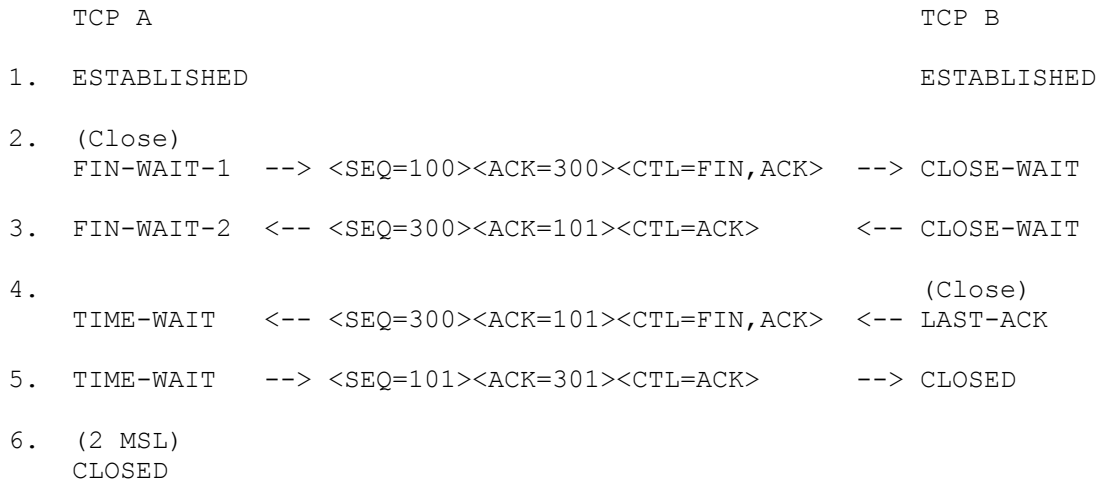 TCP A TCP B
1. ESTABLISHED ESTABLISHED
2. (Close)
FIN-WAIT-1 --> <SEQ=100><ACK=300><CTL=FIN,ACK> --> CLOSE-WAIT
3. FIN-WAIT-2 <-- <SEQ=300><ACK=101><CTL=ACK> <-- CLOSE-WAIT
4. (Close)
TIME-WAIT <-- <SEQ=300><ACK=101><CTL=FIN,ACK> <-- LAST-ACK
5. TIME-WAIT --> <SEQ=101><ACK=301><CTL=ACK> --> CLOSED
6. (2 MSL)
CLOSED